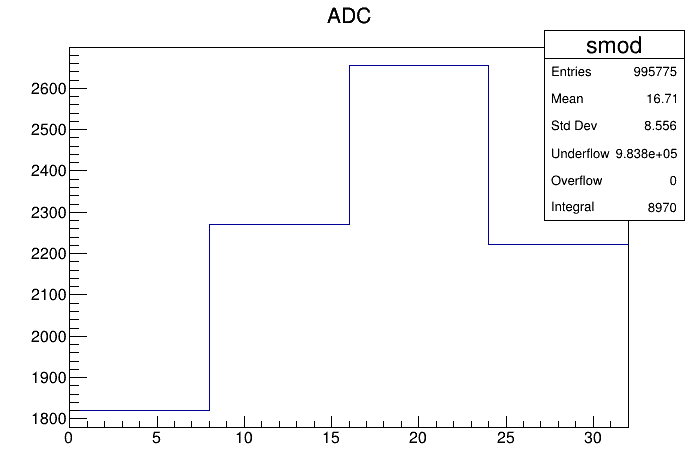 ADC
smod
Entries 995775
Mean 16.71
Std Dev 8.556
Underflow 9.838e+05
Overflow 0
Integral 8970
2600
2500
2400
2300
2200
2100
2000
1900
1800
0 5 10 15 20 25 30